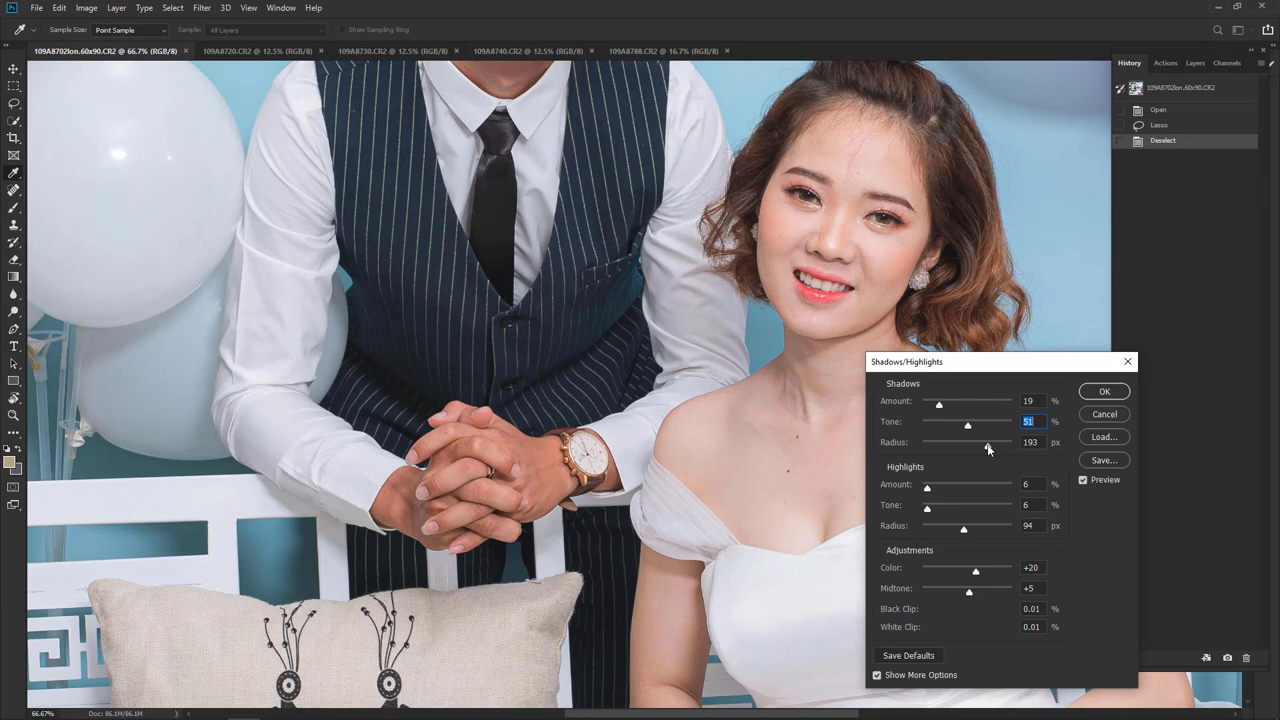 Ps File Edit Image Layer Type Select Filter 3D View Window Help
Sample Size: Point Sample Sample: All Layers Show Sampling Ring
109A8702Ion.60x90.CR2 @ 66.7% (RGB/8) × 109A8720.CR2 @ 12.5% (RGB/8) × 109A8730.CR2 @ 12.5% (RGB/8) × 109A8740.CR2 @ 12.5% (RGB/8) × 109A8788.CR2 @ 16.7% (RGB/8) ×
History Actions Layers Channels
109A8702Ion.60x90.CR2
Open
Lasso
Deselect
Shadows/Highlights
Shadows
Amount: 19 %
Tone: 51 %
Radius: 193 px
Highlights
Amount: 6 %
Tone: 6 %
Radius: 94 px
Adjustments
Color: +20
Midtone: +5
Black Clip: 0.01 %
White Clip: 0.01 %
Save Defaults
Show More Options
OK
Cancel
Load...
Save...
Preview
66.67% Doc: 86.1M/86.1M